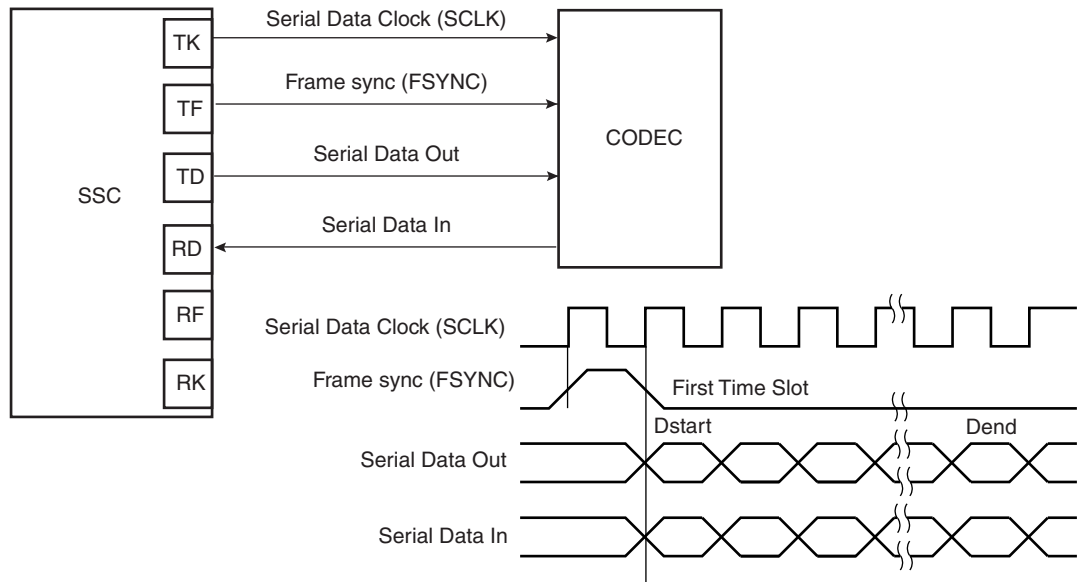 Serial Data Clock (SCLK)
TK
Frame sync (FSYNC)
TF
CODEC
Serial Data Out
TD
SSC
Serial Data In
RD
RF
Serial Data Clock (SCLK)
RK
Frame sync (FSYNC)
First Time Slot
Dstart
Dend
Serial Data Out
Serial Data In